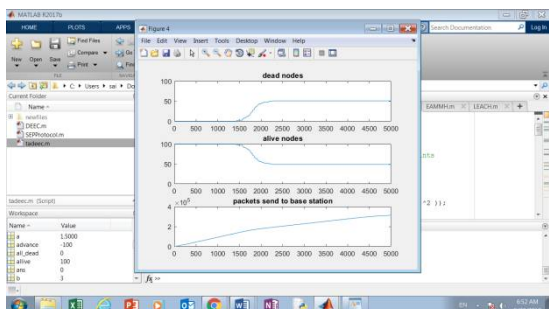 MATLAB R2017b
HOME PLOTS APPS
Figure 4
Search Documentation
Log In
File Edit View Insert Tools Desktop Window Help
New Open Save
Find Files
Compare
Print
FILE
C: Users sai
Current Folder
Name
newfiles
DEEC.m
SEPProtocol.m
tadeec.m
EAMMH.m LEACH.m
dead nodes
100
50
0
0 500 1000 1500 2000 2500 3000 3500 4000 4500 5000
alive nodes
100
50
0
0 500 1000 1500 2000 2500 3000 3500 4000 4500 5000
packets send to base station
×10⁵
4
2
0
0 500 1000 1500 2000 2500 3000 3500 4000 4500 5000
^2 ));
tadeec.m (Script)
Workspace
Name Value
a 1.5000
advance -100
all_dead 0
allive 100
ans 0
b 3
fx >>
EN
6:52 AM